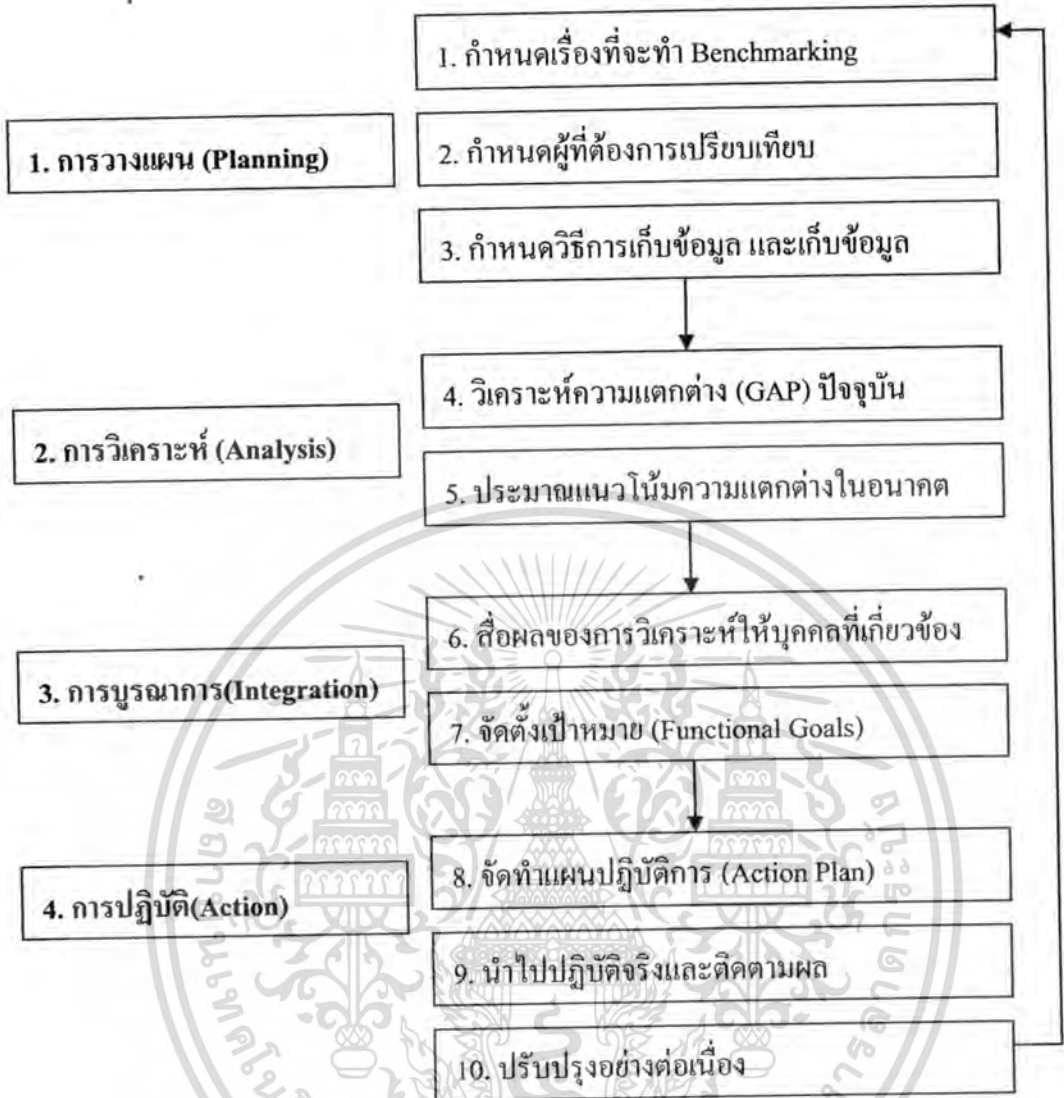 1. กำหนดเรื่องที่จะทำ Benchmarking
1. การวางแผน (Planning)
2. กำหนดผู้ที่ต้องการเปรียบเทียบ
3. กำหนดวิธีการเก็บข้อมูล และเก็บข้อมูล
4. วิเคราะห์ความแตกต่าง (GAP) ปัจจุบัน
2. การวิเคราะห์ (Analysis)
5. ประมาณแนวโน้มความแตกต่างในอนาคต
6. สื่อผลของการวิเคราะห์ให้บุคคลที่เกี่ยวข้อง
3. การบูรณาการ(Integration)
7. จัดตั้งเป้าหมาย (Functional Goals)
8. จัดทำแผนปฏิบัติการ (Action Plan)
4. การปฏิบัติ(Action)
9. นำไปปฏิบัติจริงและติดตามผล
10. ปรับปรุงอย่างต่อเนื่อง